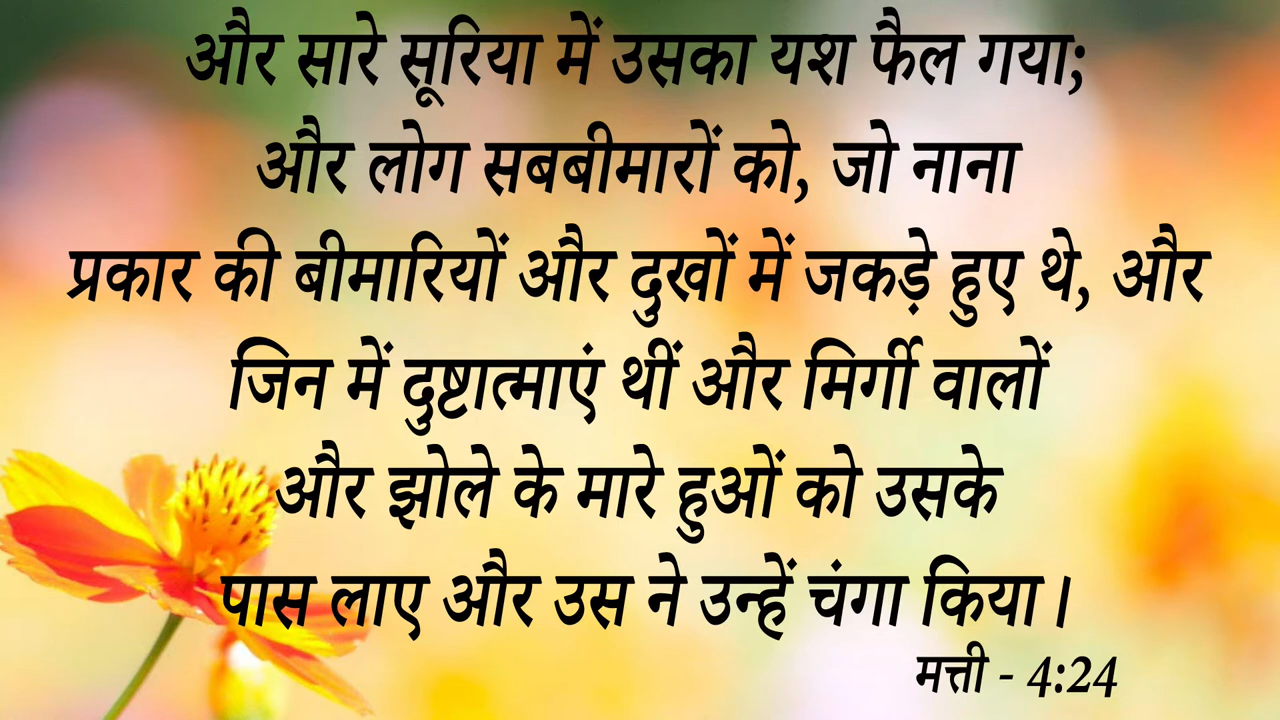 और सारे सूरिया में उसका यश फैल गया;
और लोग सबबीमारों को, जो नाना
प्रकार की बीमारियों और दुखों में जकड़े हुए थे, और
जिन में दुष्टात्माएं थीं और मिर्गी वालों
और झोले के मारे हुओं को उसके
पास लाए और उस ने उन्हें चंगा किया।
मत्ती - 4:24